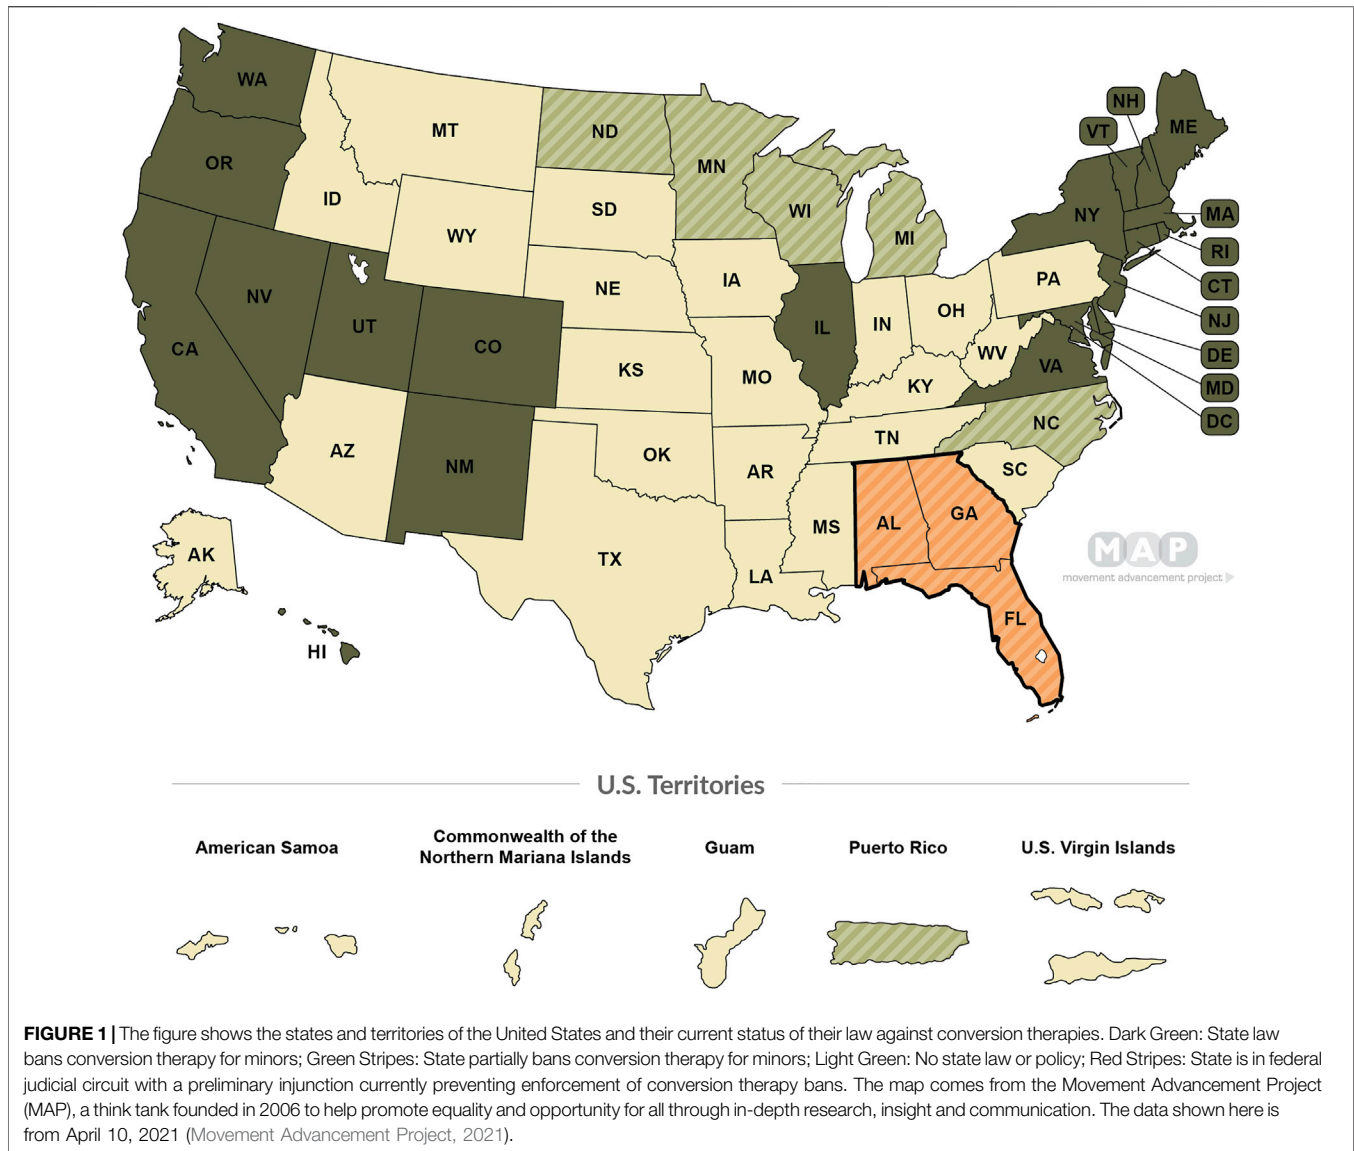 WA
OR
CA
NV
ID
MT
WY
UT
CO
AZ
NM
ND
SD
NE
KS
OK
TX
MN
IA
MO
AR
LA
WI
IL
MI
IN
OH
KY
TN
MS
AL
GA
FL
SC
NC
VA
WV
PA
NY
VT
NH
ME
MA
RI
CT
NJ
DE
MD
DC
AK
HI
MAP
movement advancement project
U.S. Territories
American Samoa
Commonwealth of the
Northern Mariana Islands
Guam
Puerto Rico
U.S. Virgin Islands
FIGURE 1 | The figure shows the states and territories of the United States and their current status of their law against conversion therapies. Dark Green: State law
bans conversion therapy for minors; Green Stripes: State partially bans conversion therapy for minors; Light Green: No state law or policy; Red Stripes: State is in federal
judicial circuit with a preliminary injunction currently preventing enforcement of conversion therapy bans. The map comes from the Movement Advancement Project
(MAP), a think tank founded in 2006 to help promote equality and opportunity for all through in-depth research, insight and communication. The data shown here is
from April 10, 2021 (Movement Advancement Project, 2021).